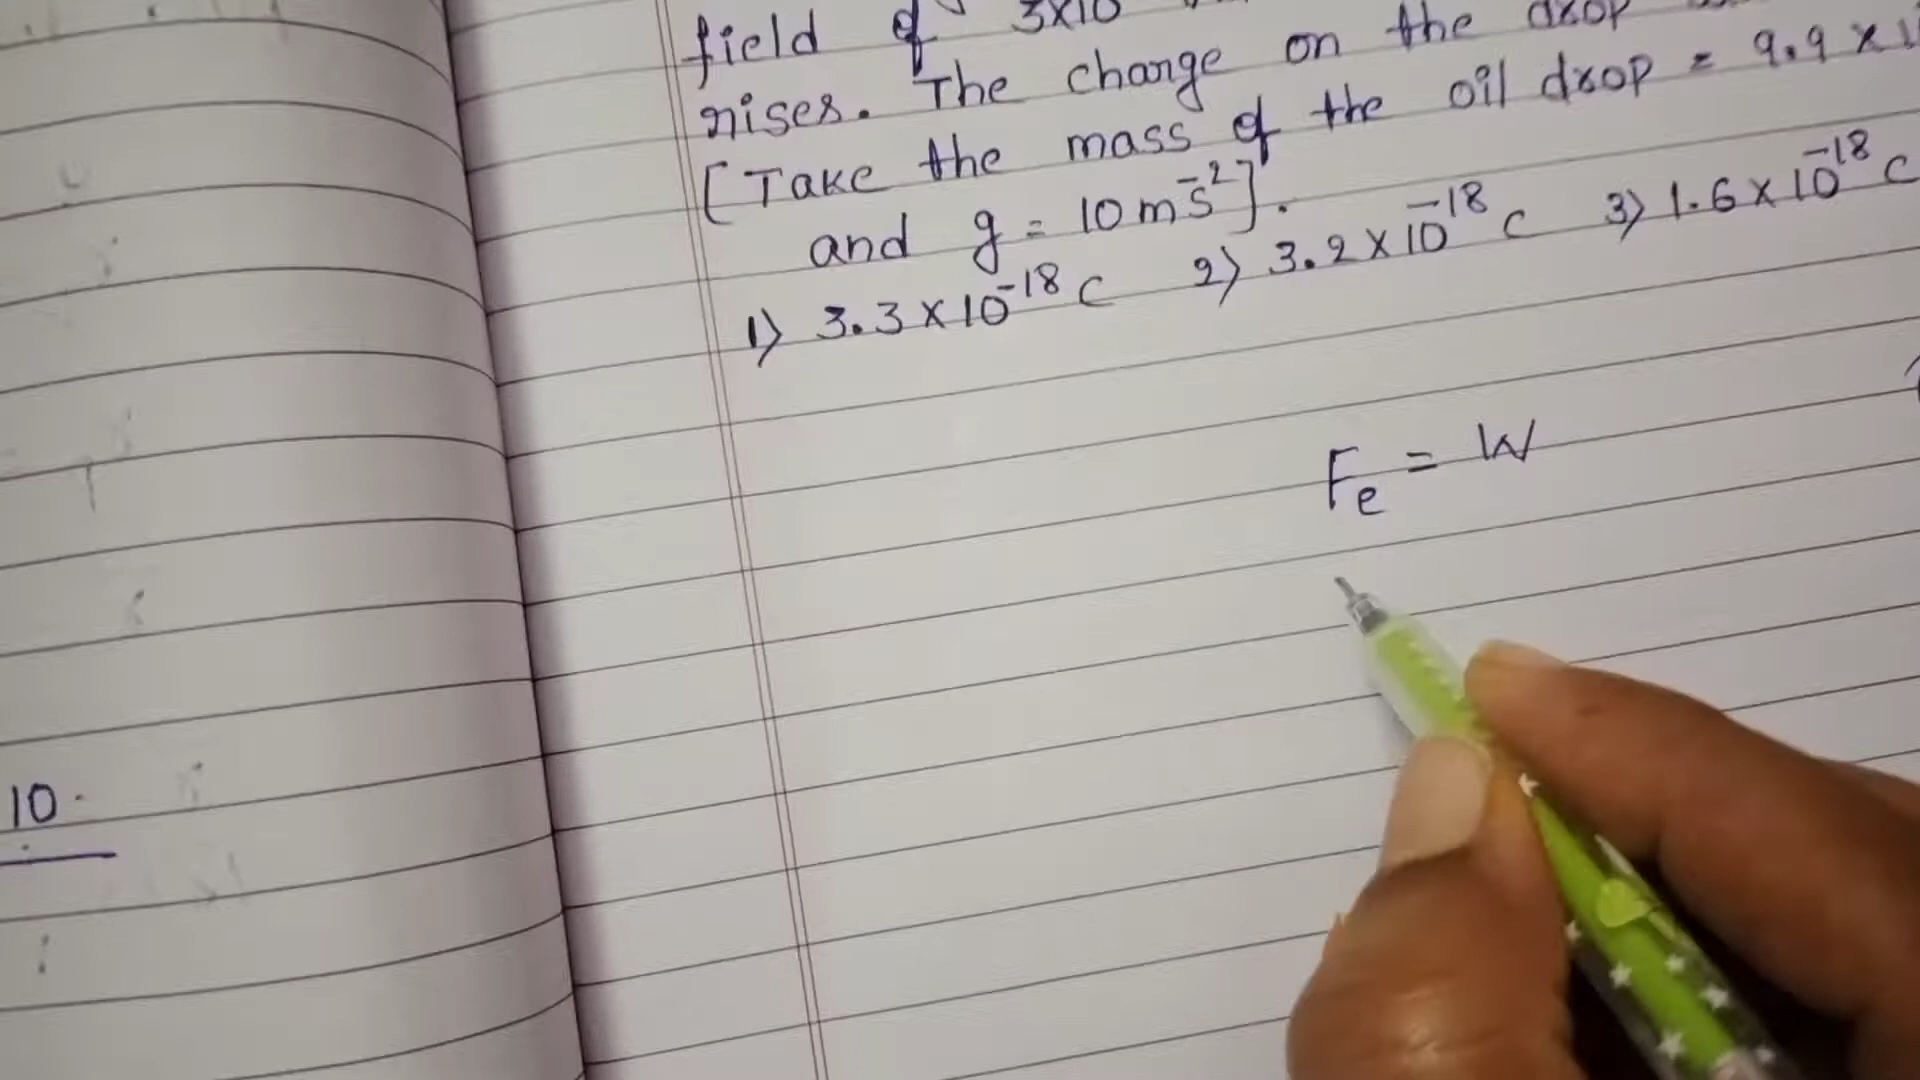 field of 3x10
rises. The change on the drop
[Take the mass of the oil drop = 9.9 x 1
and g = 10 ms⁻²].
1) 3.3 x 10⁻¹⁸ C 2) 3.2 x 10⁻¹⁸ C 3) 1.6 x 10⁻¹⁸ C
Fe = W
10.